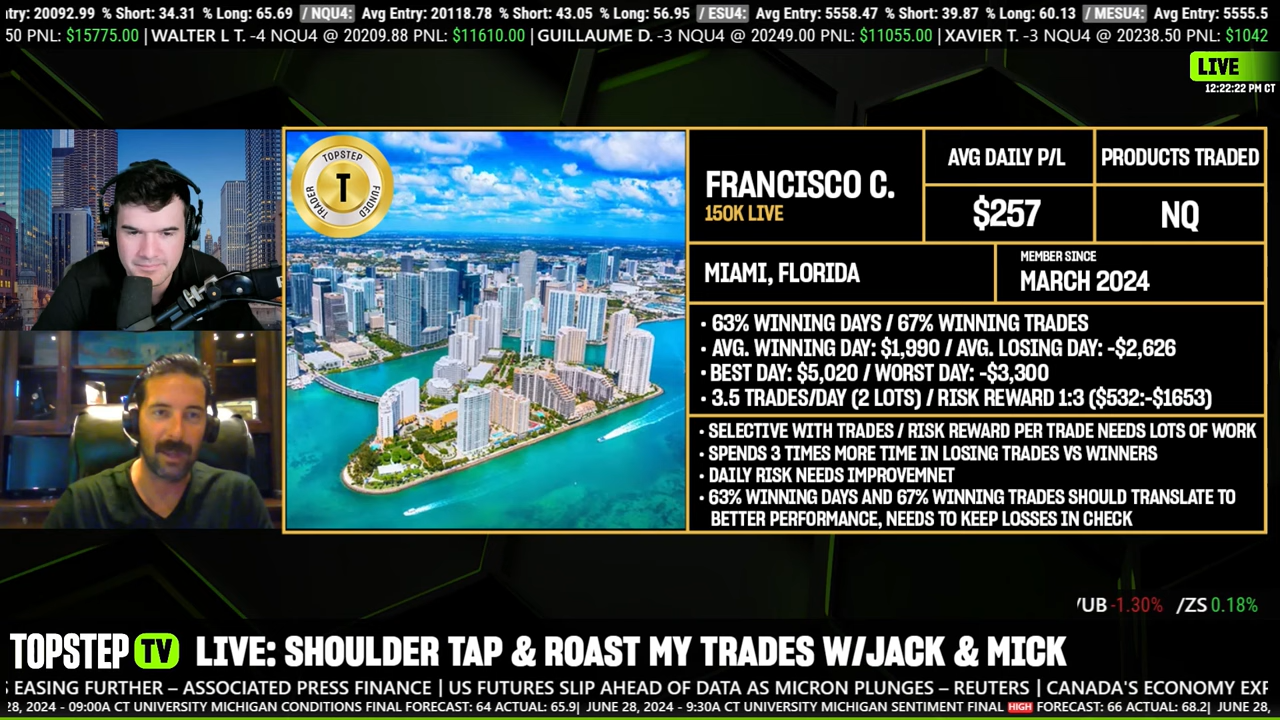 ıtry: 20092.99 % Short: 34.31 % Long: 65.69 / NQU4: Avg Entry: 20118.78 % Short: 43.05 % Long: 56.95 / ESU4: Avg Entry: 5558.47 % Short: 39.87 % Long: 60.13 / MESU4: Avg Entry: 5555.5
50 PNL: $15775.00 | WALTER L T. -4 NQU4 @ 20209.88 PNL: $11610.00 | GUILLAUME D. -3 NQU4 @ 20249.00 PNL: $11055.00 | XAVIER T. -3 NQU4 @ 20238.50 PNL: $1042
LIVE
12:22:22 PM CT
TOPSTEP
T
TRADER FUNDED
FRANCISCO C.
150K LIVE
AVG DAILY P/L
$257
PRODUCTS TRADED
NQ
MIAMI, FLORIDA
MEMBER SINCE
MARCH 2024
• 63% WINNING DAYS / 67% WINNING TRADES
• AVG. WINNING DAY: $1,990 / AVG. LOSING DAY: -$2,626
• BEST DAY: $5,020 / WORST DAY: -$3,300
• 3.5 TRADES/DAY (2 LOTS) / RISK REWARD 1:3 ($532:-$1653)
• SELECTIVE WITH TRADES / RISK REWARD PER TRADE NEEDS LOTS OF WORK
• SPENDS 3 TIMES MORE TIME IN LOSING TRADES VS WINNERS
• DAILY RISK NEEDS IMPROVEMNET
• 63% WINNING DAYS AND 67% WINNING TRADES SHOULD TRANSLATE TO
BETTER PERFORMANCE, NEEDS TO KEEP LOSSES IN CHECK
/UB -1.30% /ZS 0.18%
TOPSTEP TV LIVE: SHOULDER TAP & ROAST MY TRADES W/JACK & MICK
EASING FURTHER – ASSOCIATED PRESS FINANCE | US FUTURES SLIP AHEAD OF DATA AS MICRON PLUNGES – REUTERS | CANADA'S ECONOMY
28, 2024 - 09:00A CT UNIVERSITY MICHIGAN CONDITIONS FINAL FORECAST: 64 ACTUAL: 65.9| JUNE 28, 2024 - 9:30A CT UNIVERSITY MICHIGAN SENTIMENT FINAL HIGH FORECAST: 66 ACTUAL: 68.2| JUNE 28,